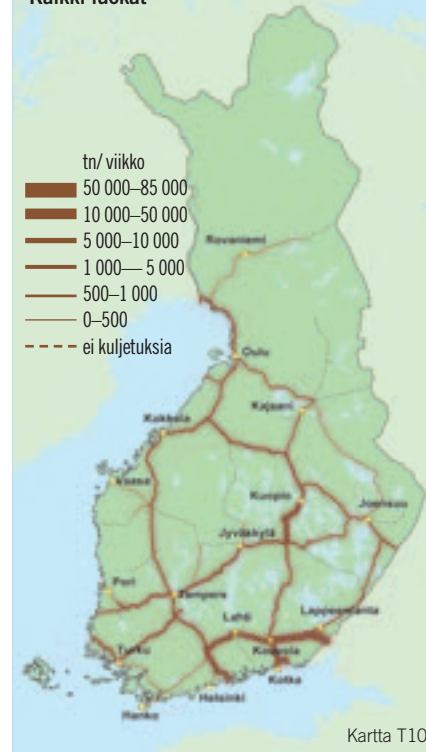 Kaikki luokat
tn/ viikko
50 000–85 000
10 000–50 000
5 000–10 000
1 000— 5 000
500–1 000
0–500
ei kuljetuksia
Rovaniemi
Oulu
Kajaani
Kokkola
Vaasa
Kuopio
Joensuu
Jyväskylä
Pori
Tampere
Lahti
Lappeenranta
Turku
Kouvola
Kotka
Helsinki
Hanko
Kartta T10